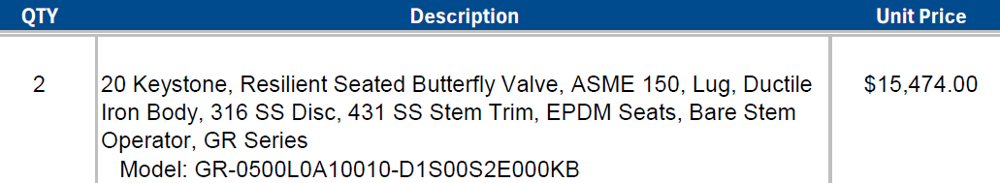 QTY Description Unit Price
2 20 Keystone, Resilient Seated Butterfly Valve, ASME 150, Lug, Ductile $15,474.00
Iron Body, 316 SS Disc, 431 SS Stem Trim, EPDM Seats, Bare Stem
Operator, GR Series
Model: GR-0500L0A10010-D1S00S2E000KB